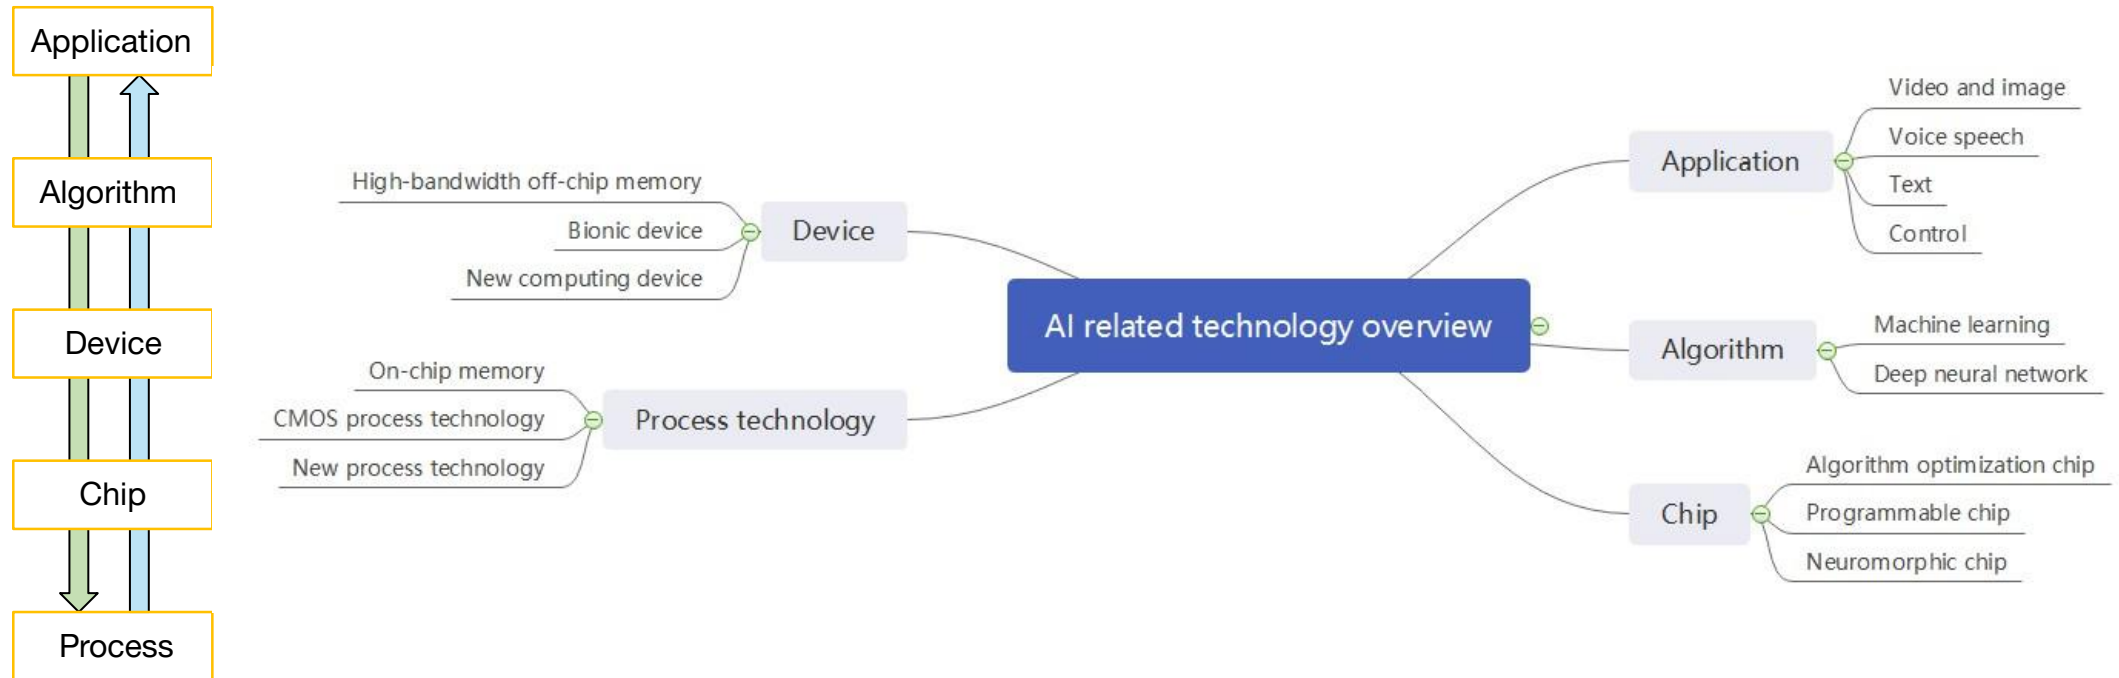 Application
Algorithm
Device
Chip
Process
High-bandwidth off-chip memory
Bionic device
New computing device
Device
On-chip memory
CMOS process technology
New process technology
Process technology
AI related technology overview
Application
Video and image
Voice speech
Text
Control
Algorithm
Machine learning
Deep neural network
Chip
Algorithm optimization chip
Programmable chip
Neuromorphic chip